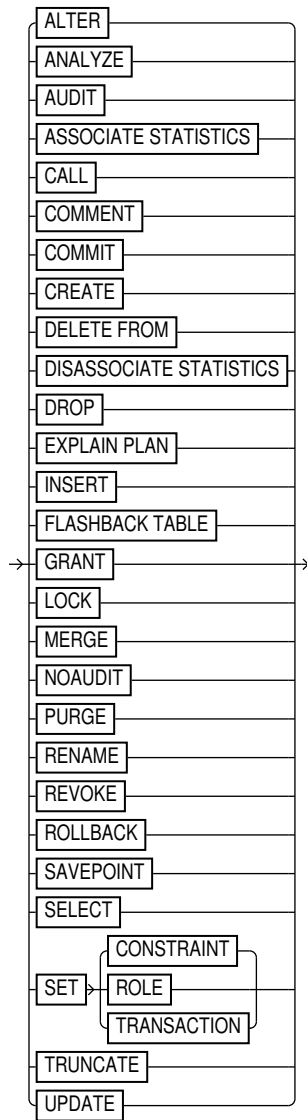 ALTER
ANALYZE
AUDIT
ASSOCIATE STATISTICS
CALL
COMMENT
COMMIT
CREATE
DELETE FROM
DISASSOCIATE STATISTICS
DROP
EXPLAIN PLAN
INSERT
FLASHBACK TABLE
GRANT
LOCK
MERGE
NOAUDIT
PURGE
RENAME
REVOKE
ROLLBACK
SAVEPOINT
SELECT
CONSTRAINT
SET ROLE
TRANSACTION
TRUNCATE
UPDATE